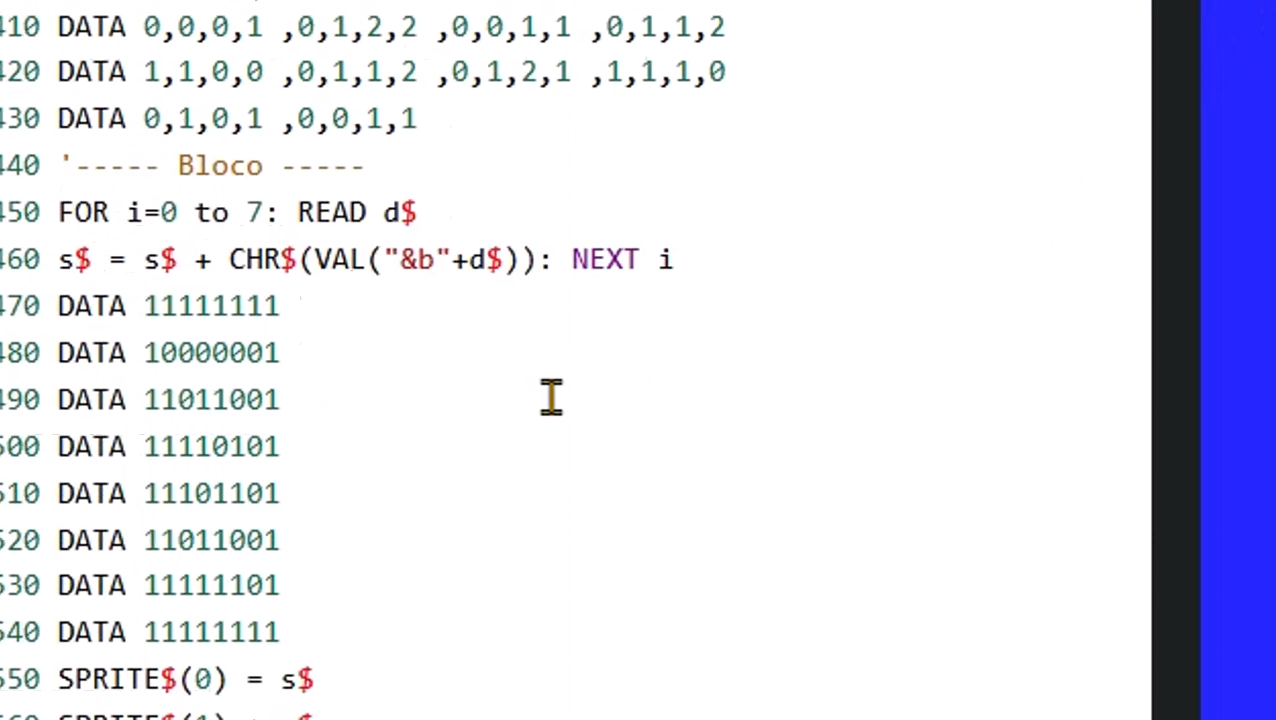 410 DATA 0,0,0,1 ,0,1,2,2 ,0,0,1,1 ,0,1,1,2
420 DATA 1,1,0,0 ,0,1,1,2 ,0,1,2,1 ,1,1,1,0
430 DATA 0,1,0,1 ,0,0,1,1
440 '----- Bloco -----
450 FOR i=0 to 7: READ d$
460 s$ = s$ + CHR$(VAL("&b"+d$)): NEXT i
470 DATA 11111111
480 DATA 10000001
490 DATA 11011001
500 DATA 11110101
510 DATA 11101101
520 DATA 11011001
530 DATA 11111101
540 DATA 11111111
550 SPRITE$(0) = s$